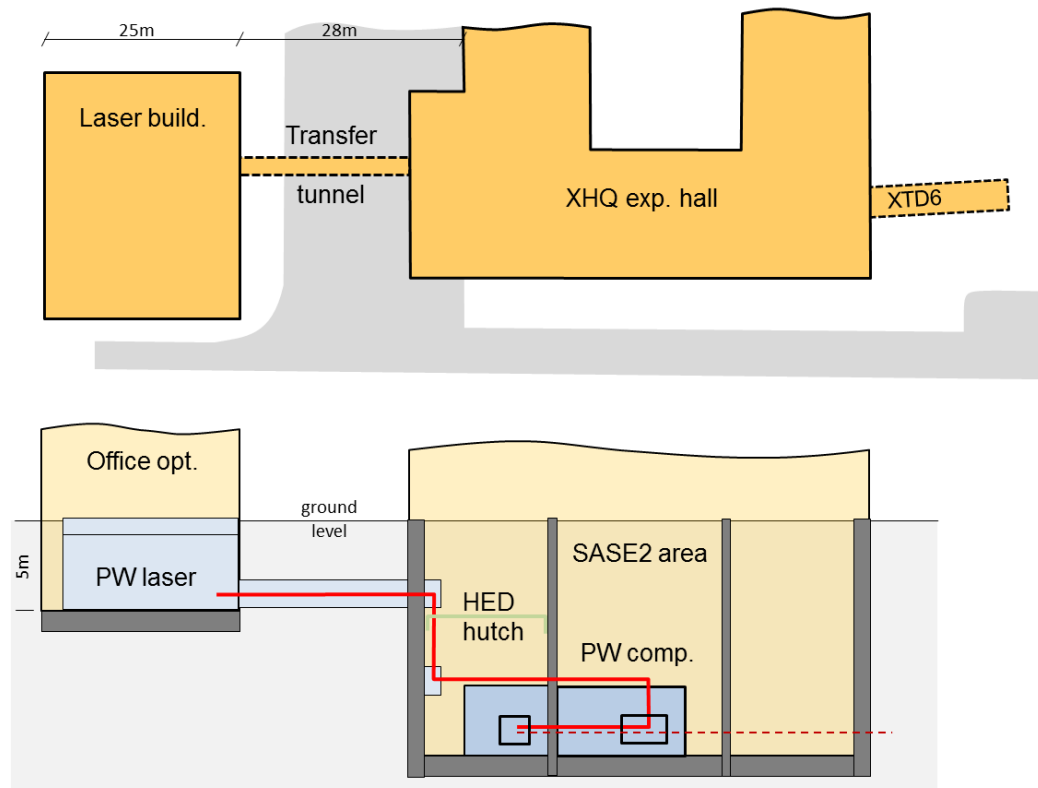 25m
28m
Laser build.
Transfer
tunnel
XHQ exp. hall
XTD6
Office opt.
ground
level
5m
PW laser
SASE2 area
HED
hutch
PW comp.